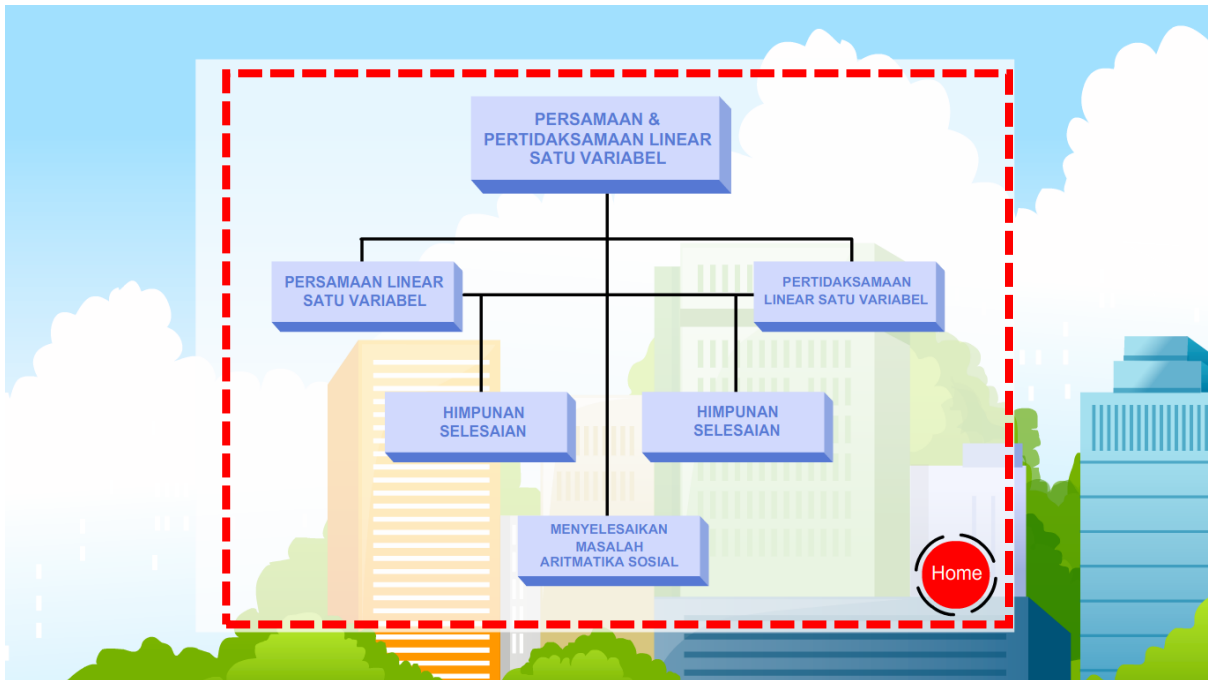 PERSAMAAN &
PERTIDAKSAMAAN LINEAR
SATU VARIABEL
PERSAMAAN LINEAR
SATU VARIABEL
PERTIDAKSAMAAN
LINEAR SATU VARIABEL
HIMPUNAN
SELESAIAN
HIMPUNAN
SELESAIAN
MENYELESAIKAN
MASALAH
ARITMATIKA SOSIAL
Home